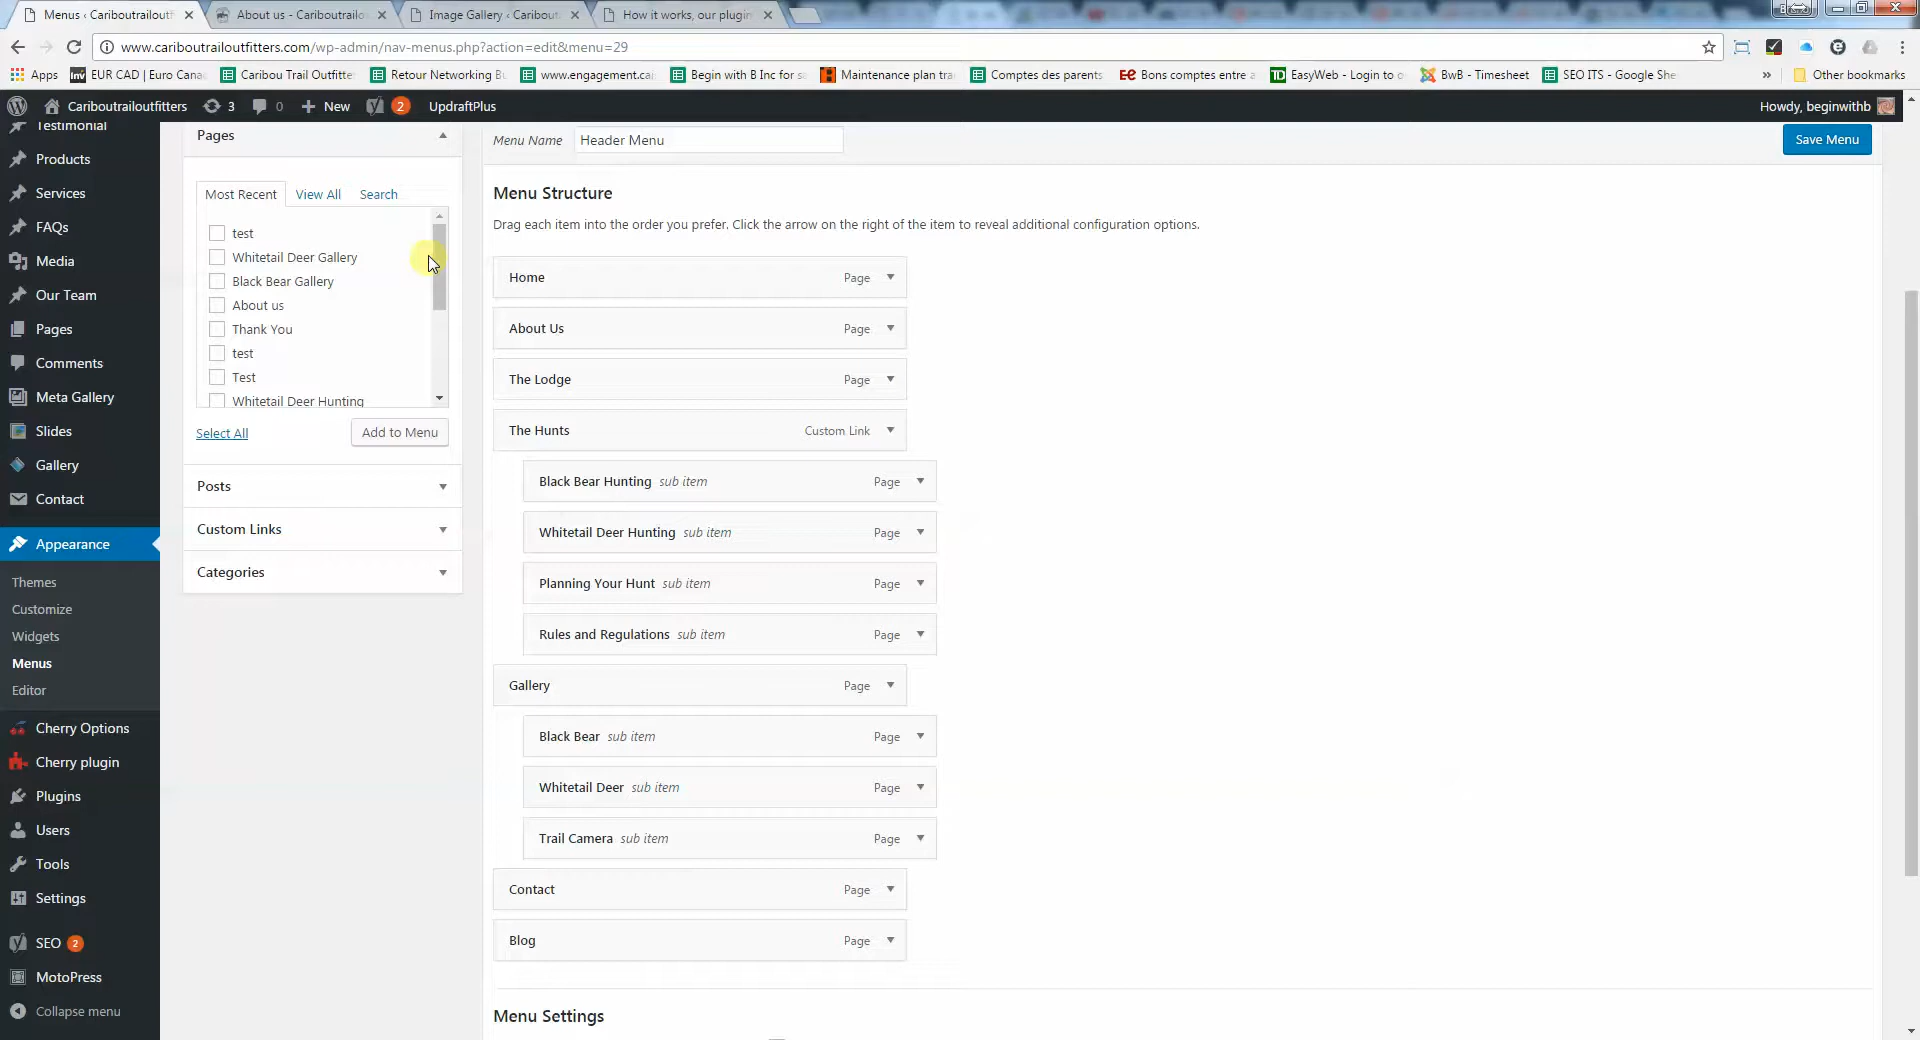 Menus ‹ Cariboutrailoutf
About us - Cariboutrailo
Image Gallery ‹ Caribout
How it works, our plugin
www.cariboutrailoutfitters.com/wp-admin/nav-menus.php?action=edit&menu=29
Apps
EUR CAD | Euro Cana
Caribou Trail Outfitte
Retour Networking Bu
www.engagement.ca
Begin with B Inc for s
Maintenance plan tra
Comptes des parents
Bons comptes entre a
EasyWeb - Login to o
BwB - Timesheet
SEO ITS - Google She
»
Other bookmarks
Cariboutrailoutfitters
3
0
New
2
UpdraftPlus
Howdy, beginwithb
Testimonial
Products
Services
FAQs
Media
Our Team
Pages
Comments
Meta Gallery
Slides
Gallery
Contact
Appearance
Themes
Customize
Widgets
Menus
Editor
Cherry Options
Cherry plugin
Plugins
Users
Tools
Settings
SEO 2
MotoPress
Collapse menu
Pages
Most Recent View All Search
test
Whitetail Deer Gallery
Black Bear Gallery
About us
Thank You
test
Test
Whitetail Deer Hunting
Select All
Add to Menu
Posts
Custom Links
Categories
Menu Name Header Menu
Save Menu
Menu Structure
Drag each item into the order you prefer. Click the arrow on the right of the item to reveal additional configuration options.
Home Page
About Us Page
The Lodge Page
The Hunts Custom Link
Black Bear Hunting sub item Page
Whitetail Deer Hunting sub item Page
Planning Your Hunt sub item Page
Rules and Regulations sub item Page
Gallery Page
Black Bear sub item Page
Whitetail Deer sub item Page
Trail Camera sub item Page
Contact Page
Blog Page
Menu Settings